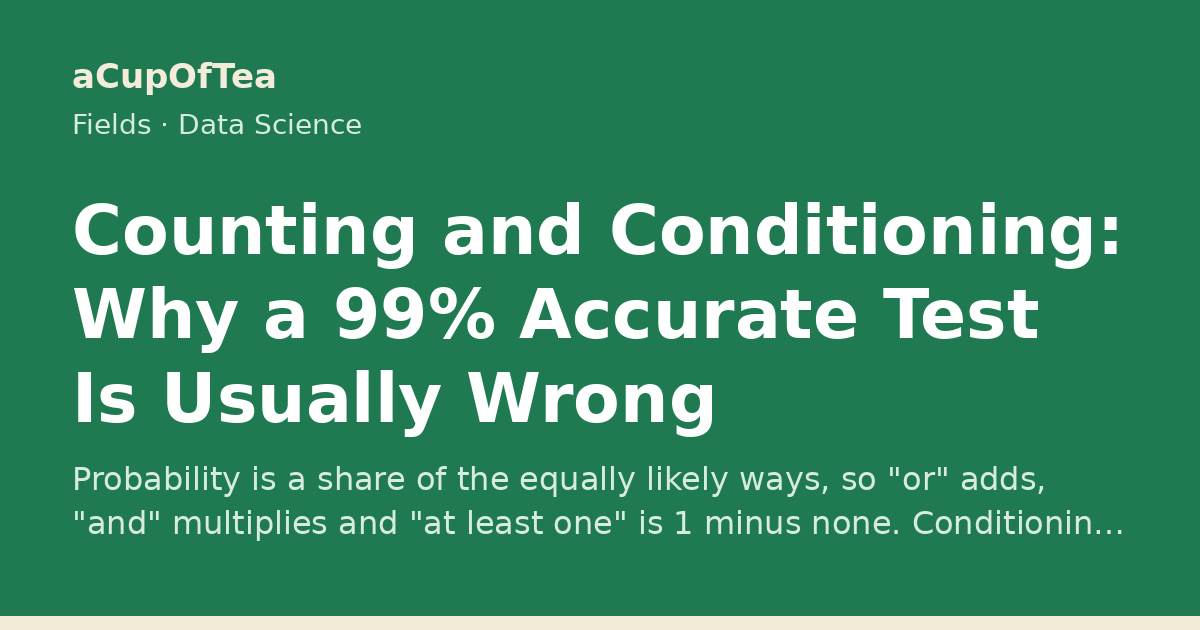 aCupOfTea
Fields · Data Science
Counting and Conditioning:
Why a 99% Accurate Test
Is Usually Wrong
Probability is a share of the equally likely ways, so "or" adds,
"and" multiplies and "at least one" is 1 minus none. Conditionin…